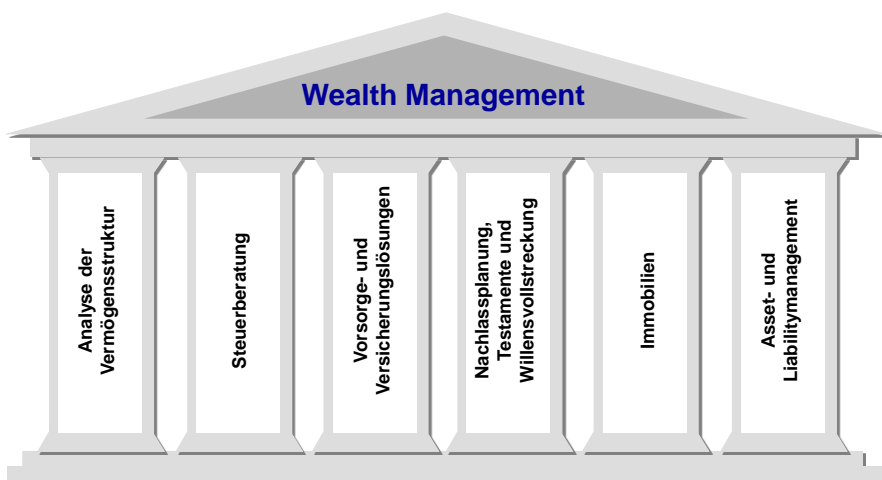 Wealth Management
Analyse der
Vermögensstruktur
Steuerberatung
Vorsorge- und
Versicherungslösungen
Nachlassplanung,
Testamente und
Willensvollstreckung
Immobilien
Asset- und
Liabilitymanagement